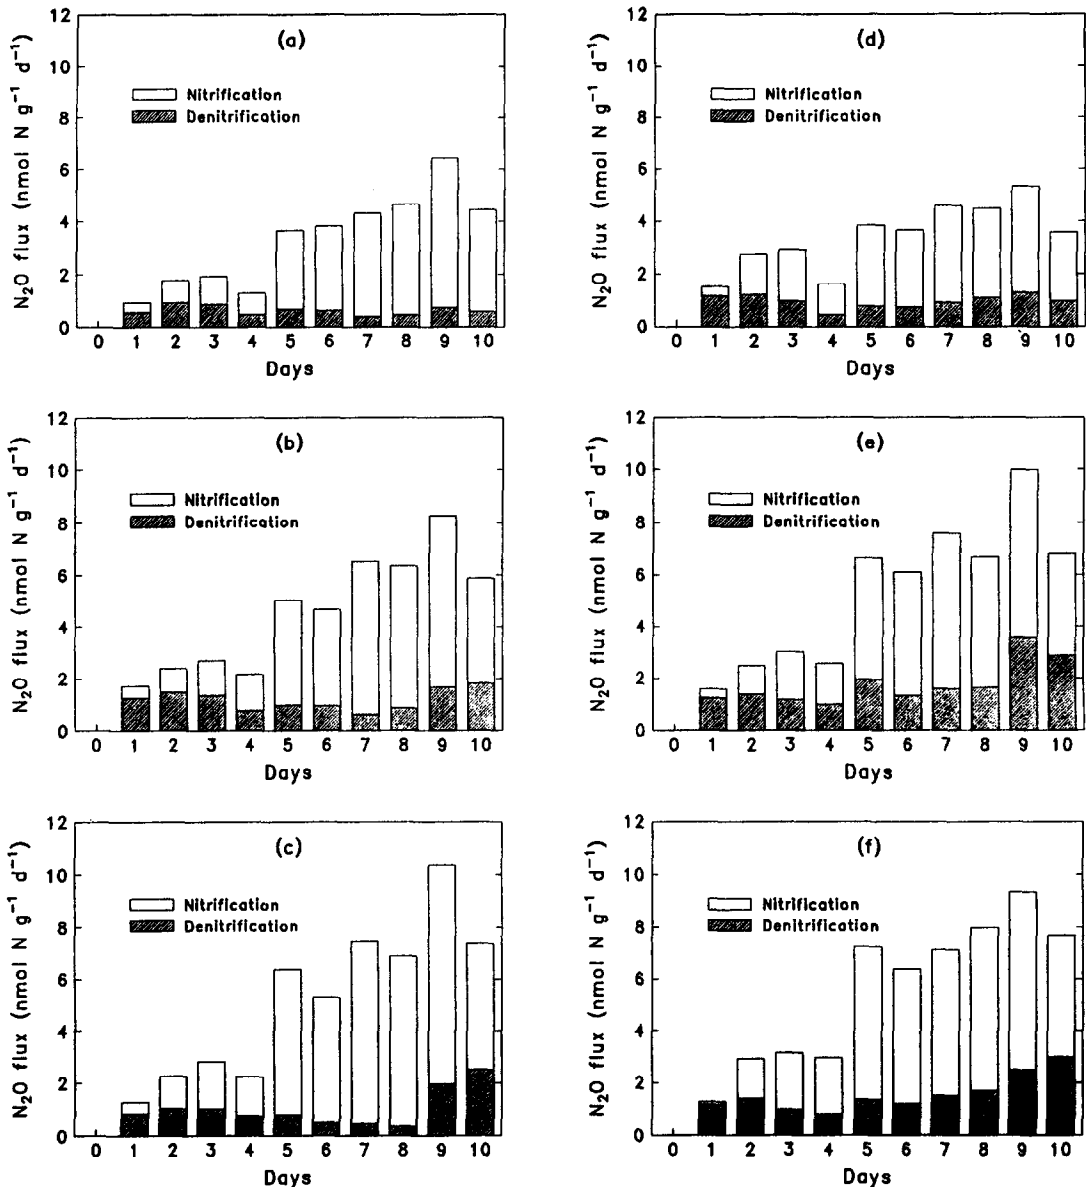 (a)
N₂O flux (nmol N g⁻¹ d⁻¹)
12
10
8
6
4
2
0
Nitrification
Denitrification
0 1 2 3 4 5 6 7 8 9 10
Days
(d)
N₂O flux (nmol N g⁻¹ d⁻¹)
12
10
8
6
4
2
0
Nitrification
Denitrification
0 1 2 3 4 5 6 7 8 9 10
Days
(b)
N₂O flux (nmol N g⁻¹ d⁻¹)
12
10
8
6
4
2
0
Nitrification
Denitrification
0 1 2 3 4 5 6 7 8 9 10
Days
(e)
N₂O flux (nmol N g⁻¹ d⁻¹)
12
10
8
6
4
2
0
Nitrification
Denitrification
0 1 2 3 4 5 6 7 8 9 10
Days
(c)
N₂O flux (nmol N g⁻¹ d⁻¹)
12
10
8
6
4
2
0
Nitrification
Denitrification
0 1 2 3 4 5 6 7 8 9 10
Days
(f)
N₂O flux (nmol N g⁻¹ d⁻¹)
12
10
8
6
4
2
0
Nitrification
Denitrification
0 1 2 3 4 5 6 7 8 9 10
Days